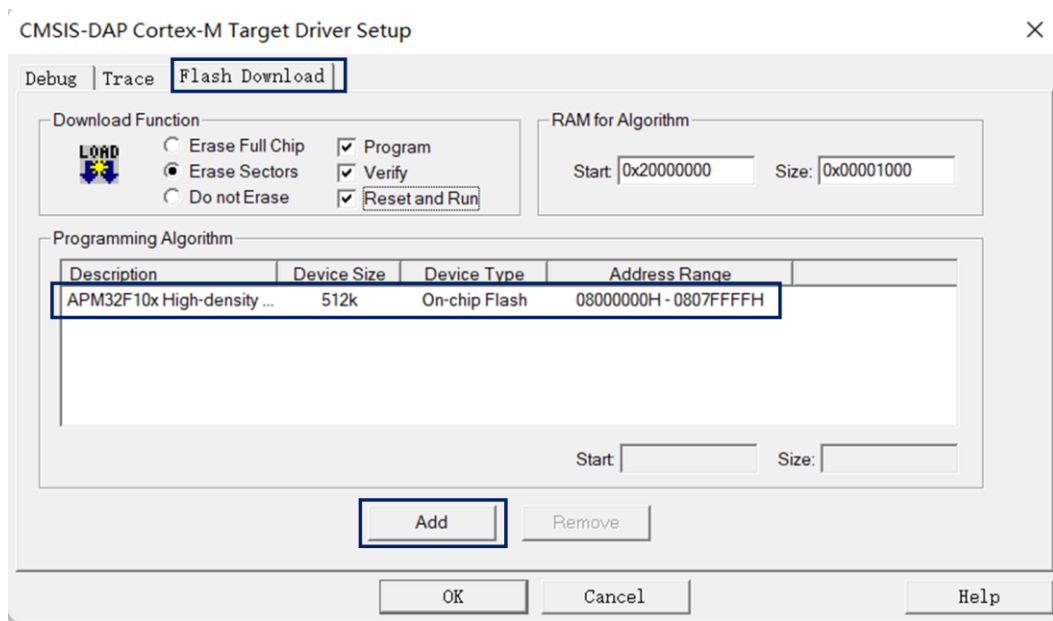 CMSIS-DAP Cortex-M Target Driver Setup
Debug Trace Flash Download
Download Function
LOAD
Erase Full Chip
Erase Sectors
Do not Erase
Program
Verify
Reset and Run
RAM for Algorithm
Start: 0x20000000 Size: 0x00001000
Programming Algorithm
Description Device Size Device Type Address Range
APM32F10x High-density ... 512k On-chip Flash 08000000H - 0807FFFFH
Start: Size:
Add Remove
OK Cancel Help